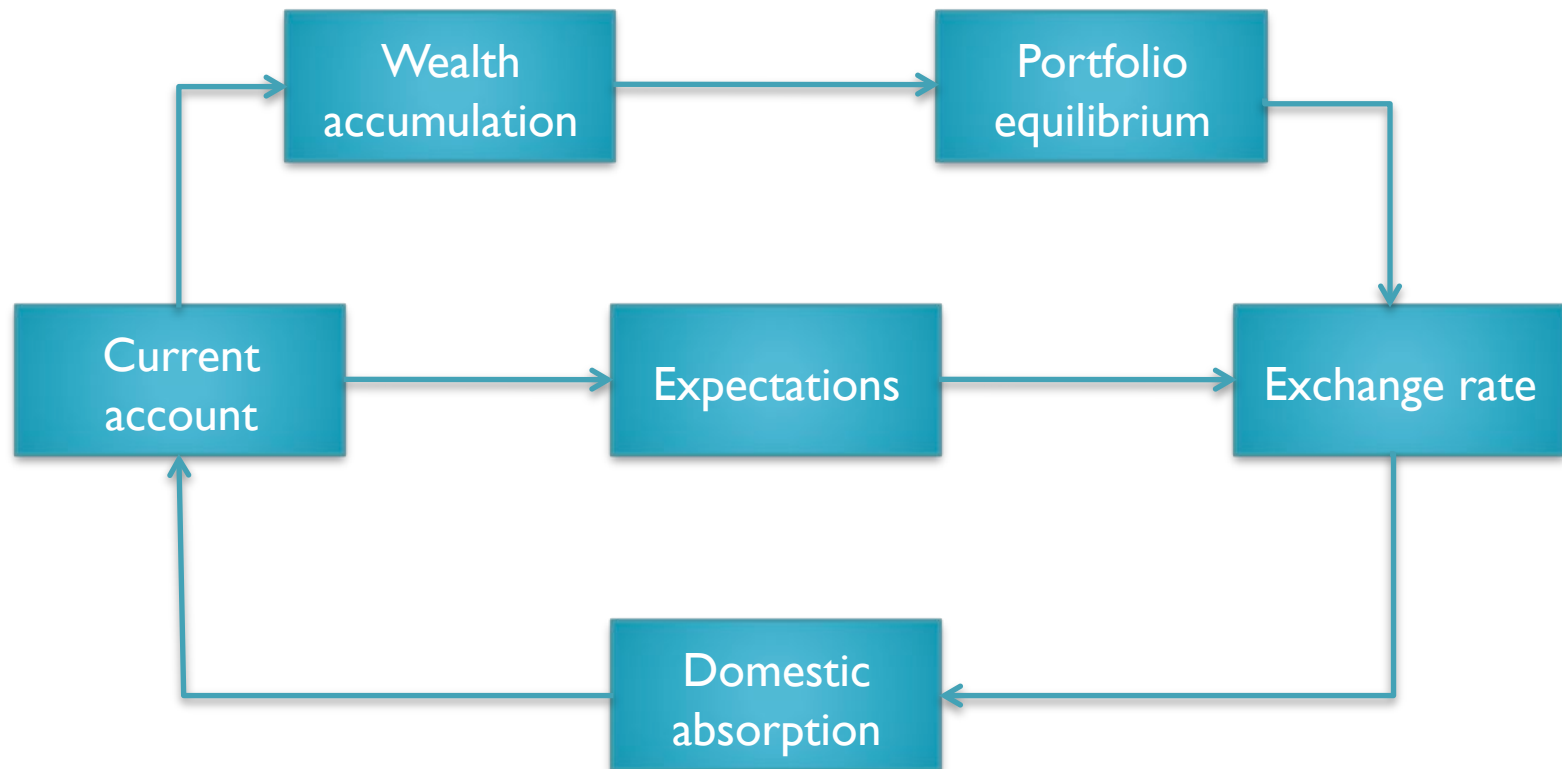 Wealth
accumulation
Portfolio
equilibrium
Current
account
Expectations
Exchange rate
Domestic
absorption